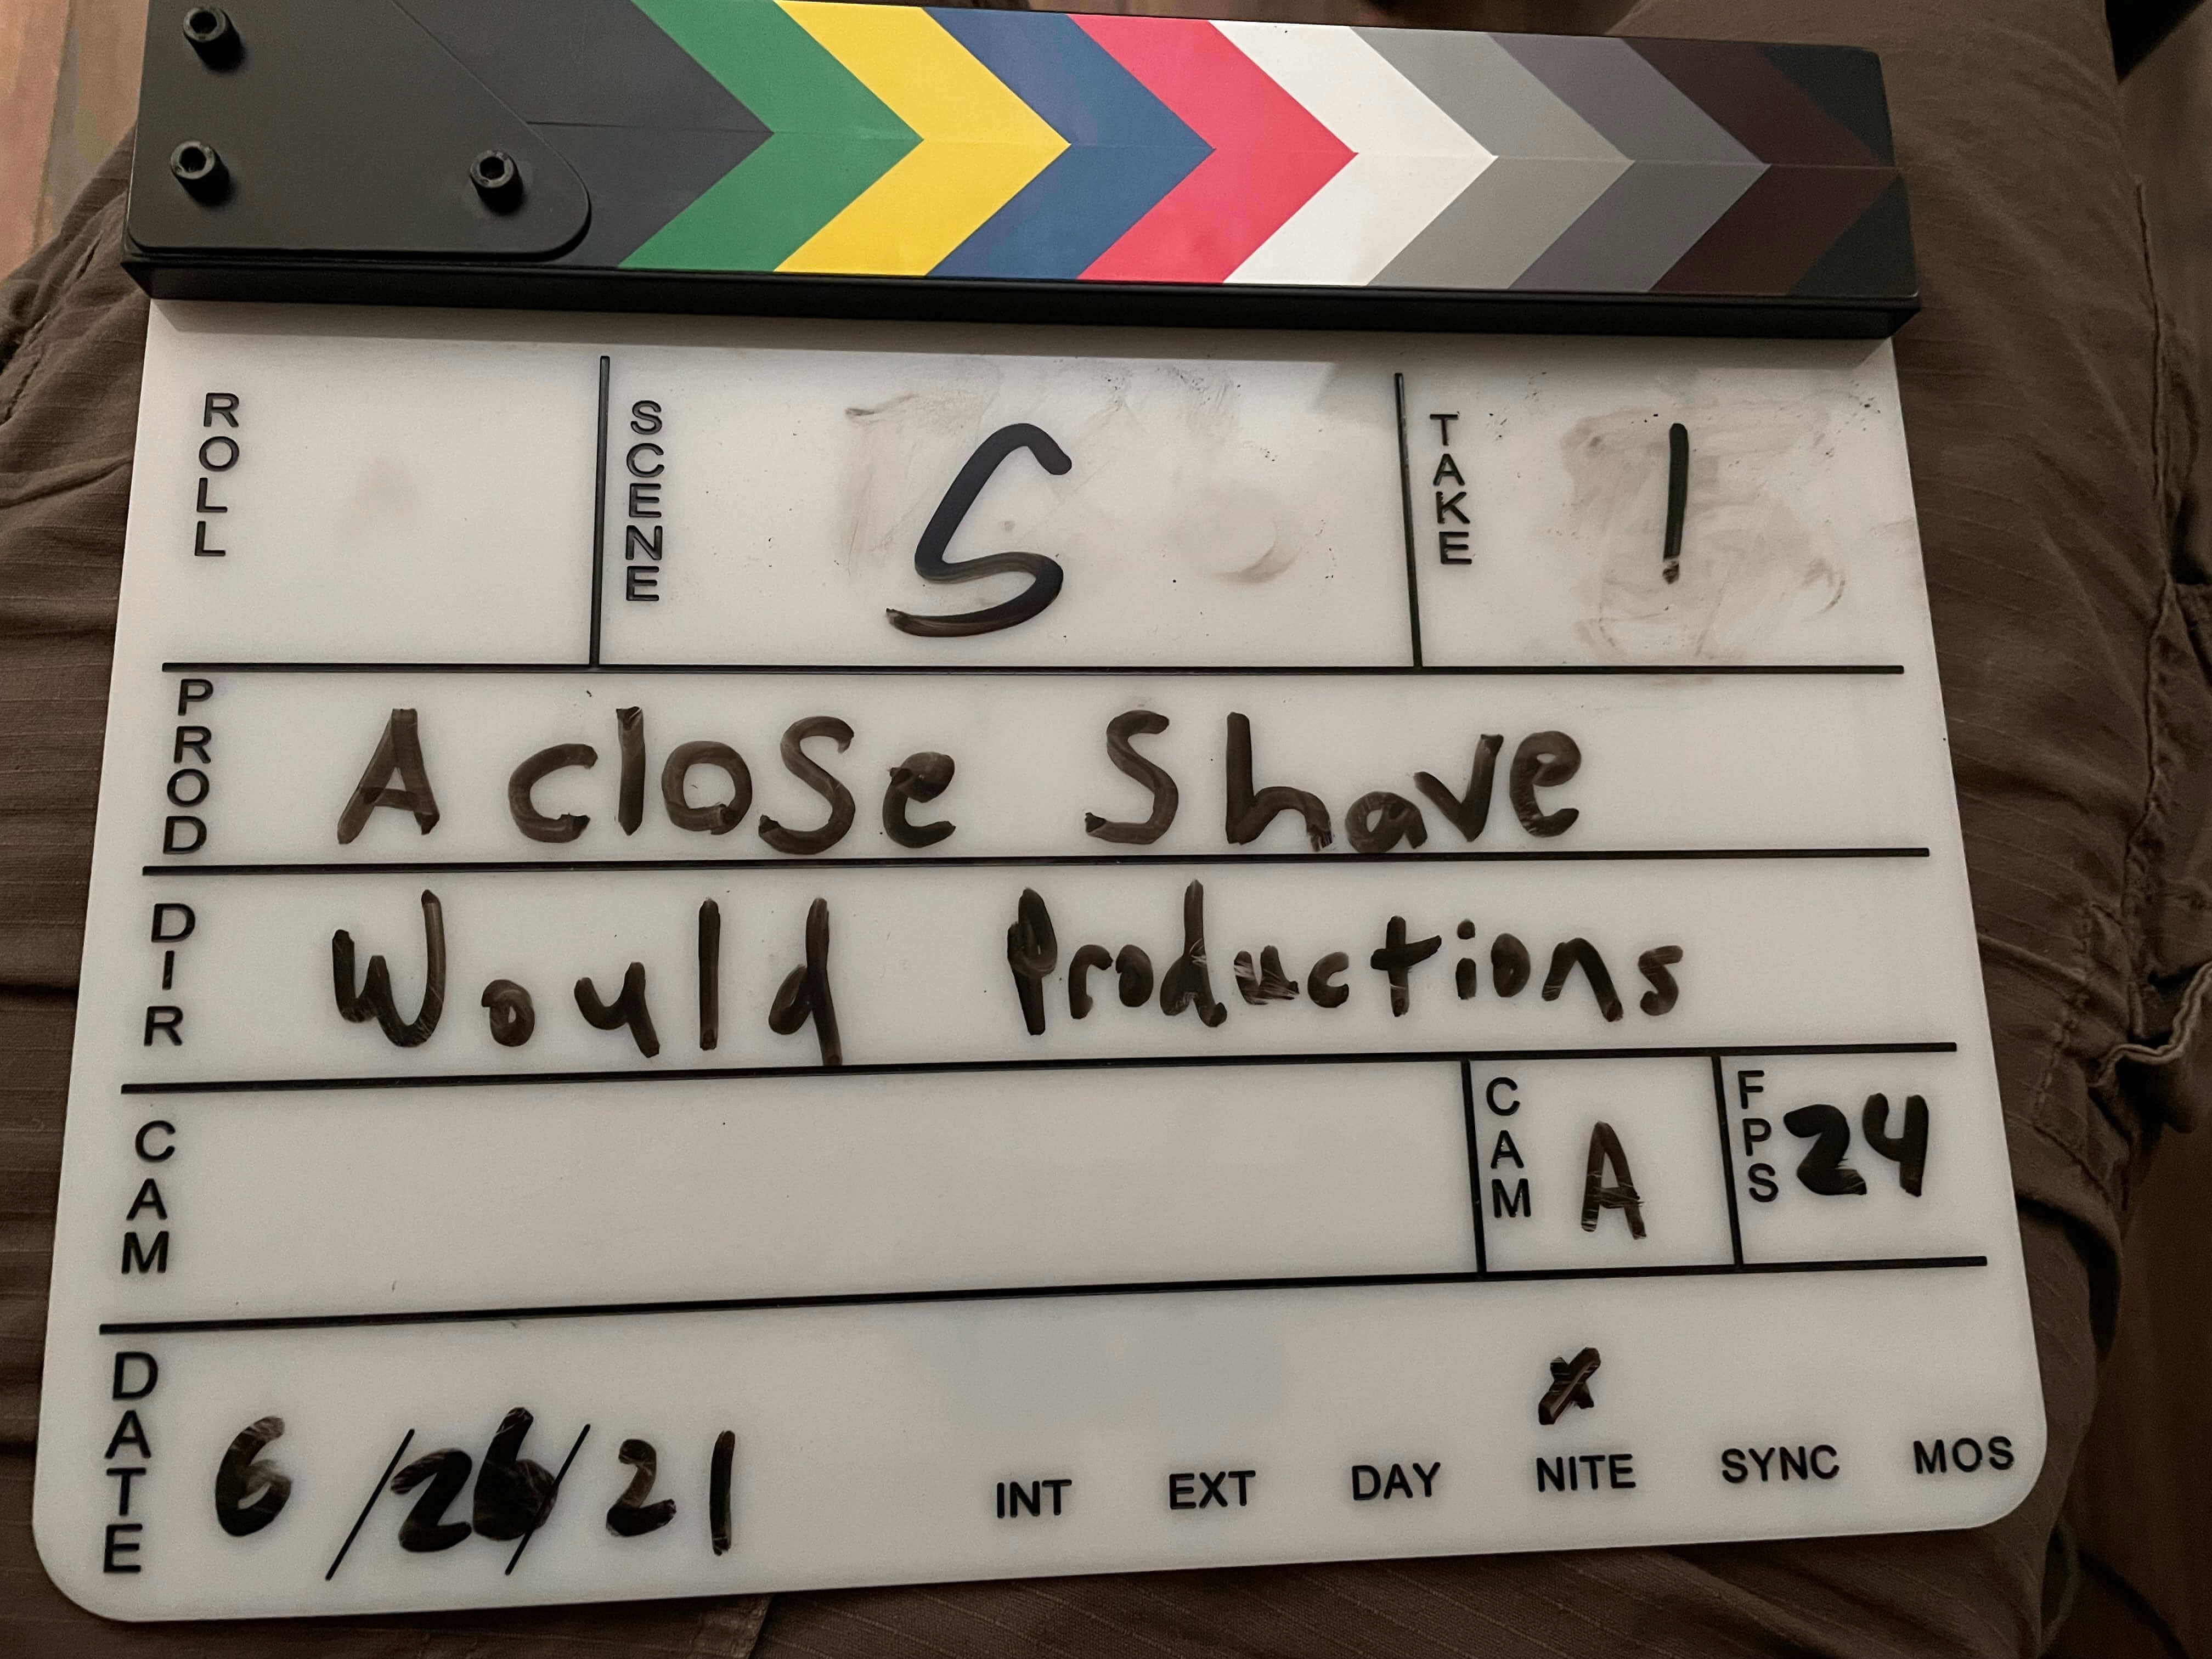 ROLL SCENE 5 TAKE 1
PROD A close Shave
DIR Would Productions
CAM CAM A FPS 24
DATE 6/26/21 INT EXT DAY x NITE SYNC MOS